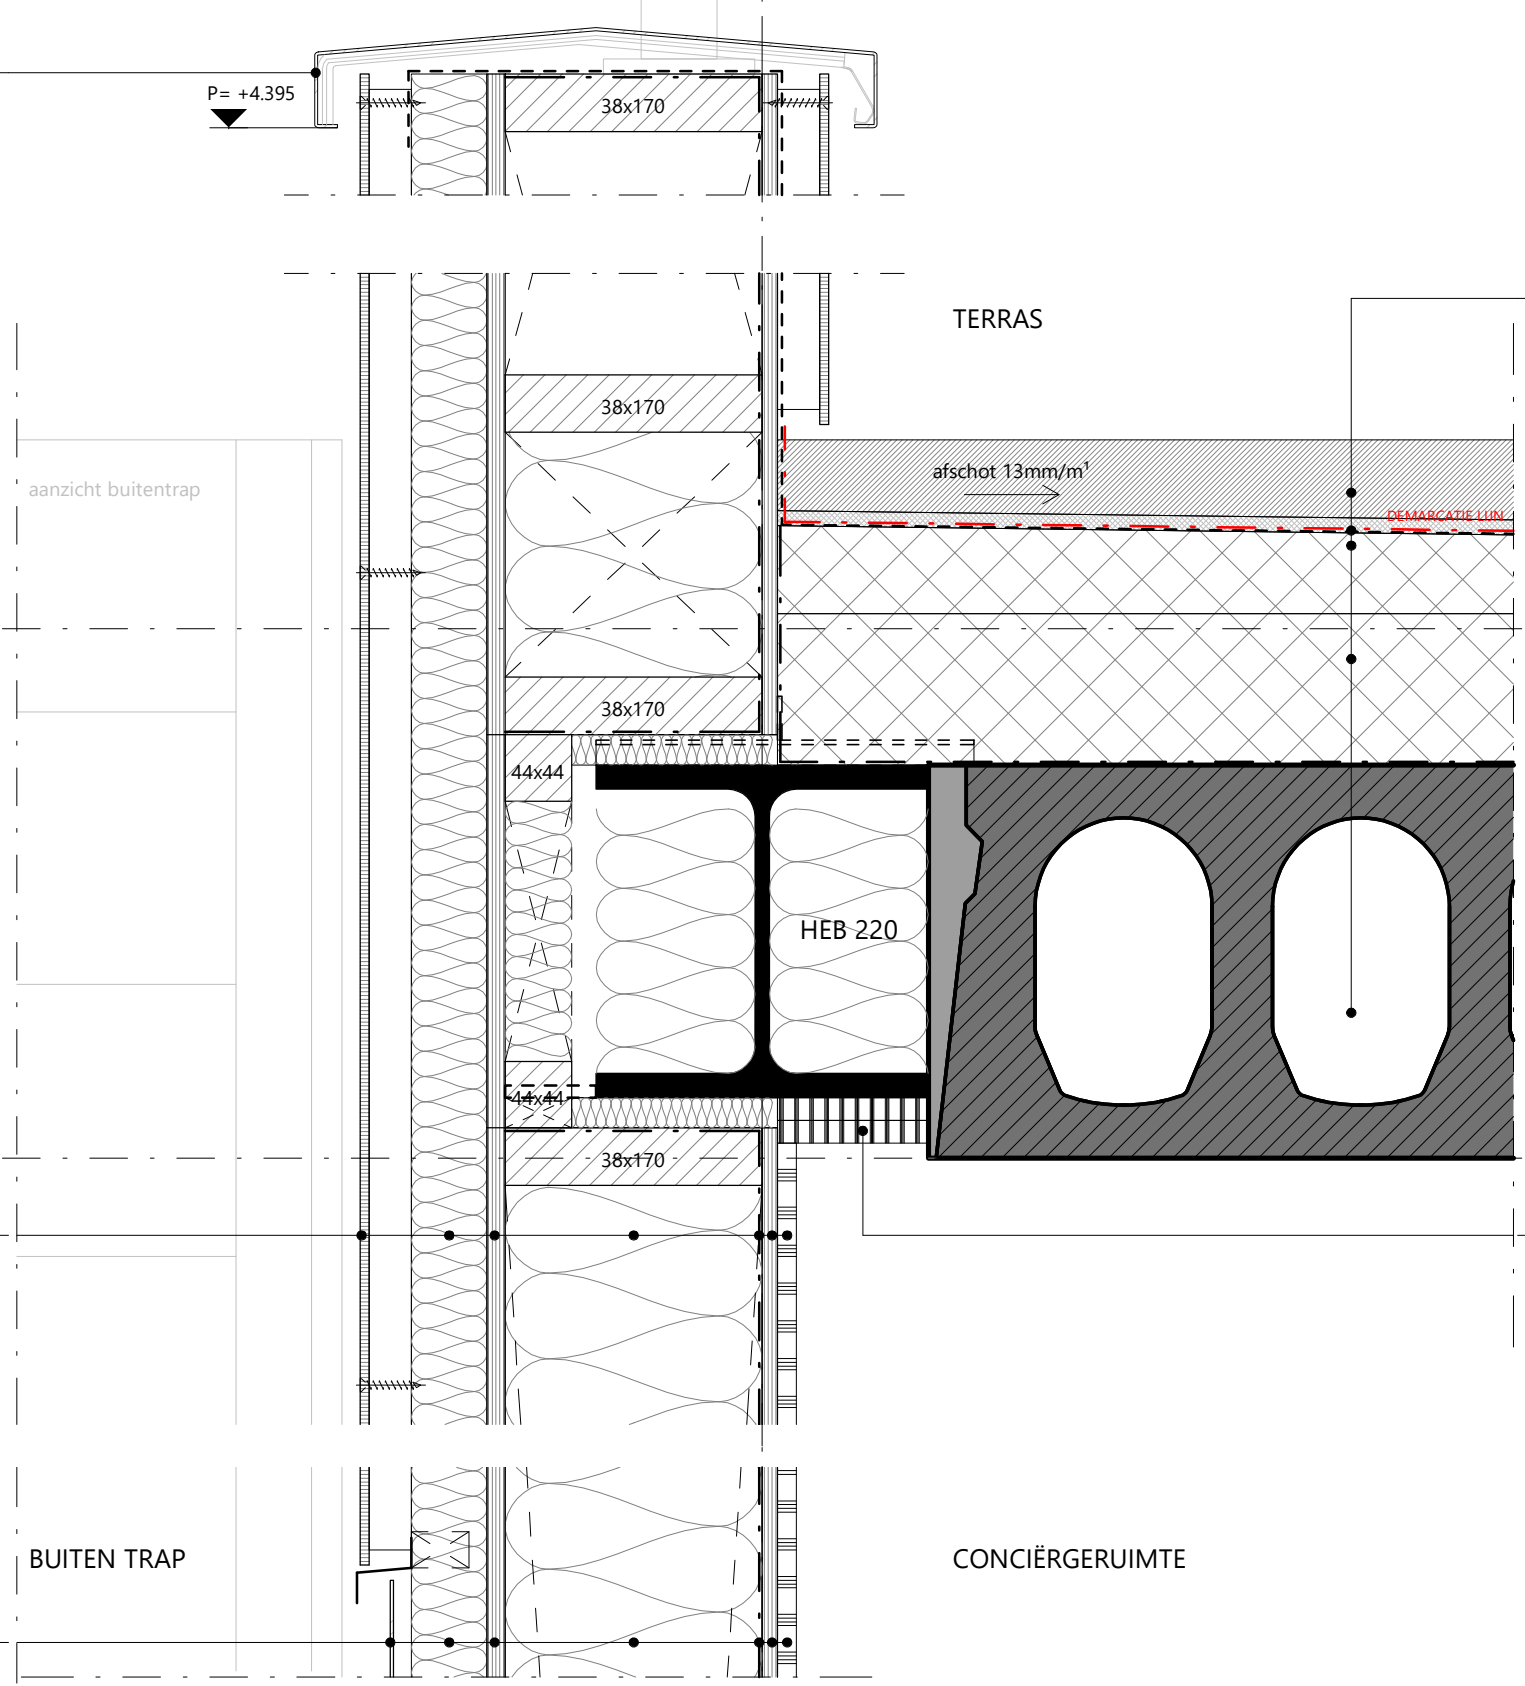 P= +4.395
38x170
TERRAS
38x170
afschot 13mm/m¹
aanzicht buitentrap
DEMARCATIE LIJN
38x170
44x44
HEB 220
44x44
38x170
BUITEN TRAP
CONCIËRGERUIMTE